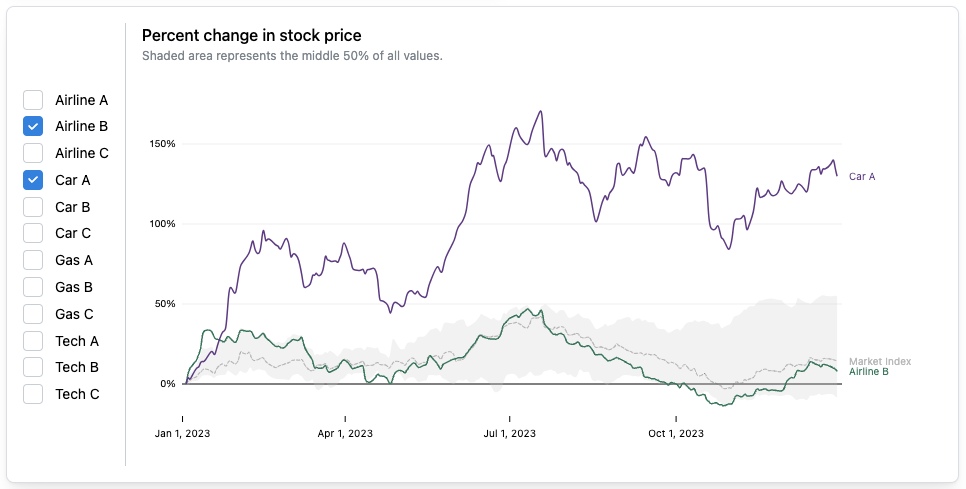 Percent change in stock price
Shaded area represents the middle 50% of all values.
Airline A
Airline B
Airline C
Car A
Car B
Car C
Gas A
Gas B
Gas C
Tech A
Tech B
Tech C
150%
100%
50%
0%
Car A
Market Index
Airline B
Jan 1, 2023
Apr 1, 2023
Jul 1, 2023
Oct 1, 2023